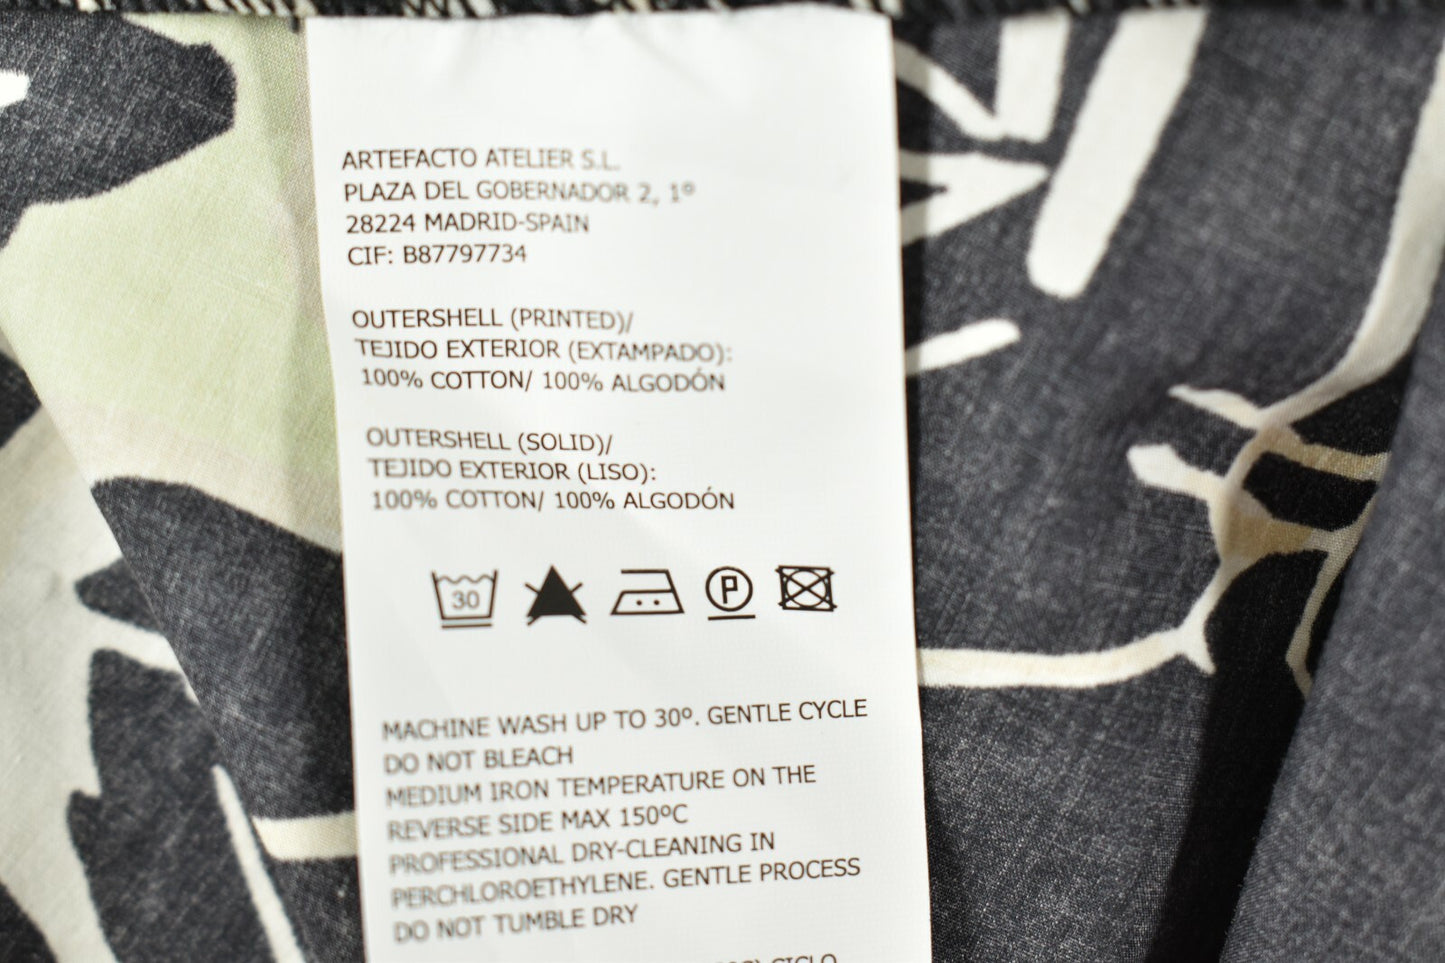 ARTEFACTO ATELIER S.L.
PLAZA DEL GOBERNADOR 2, 1º
28224 MADRID-SPAIN
CIF: B87797734
OUTERSHELL (PRINTED)/
TEJIDO EXTERIOR (EXTAMPADO):
100% COTTON/ 100% ALGODÓN
OUTERSHELL (SOLID)/
TEJIDO EXTERIOR (LISO):
100% COTTON/ 100% ALGODÓN
30 P
MACHINE WASH UP TO 30º. GENTLE CYCLE
DO NOT BLEACH
MEDIUM IRON TEMPERATURE ON THE
REVERSE SIDE MAX 150ºC
PROFESSIONAL DRY-CLEANING IN
PERCHLOROETHYLENE. GENTLE PROCESS
DO NOT TUMBLE DRY
CICLO